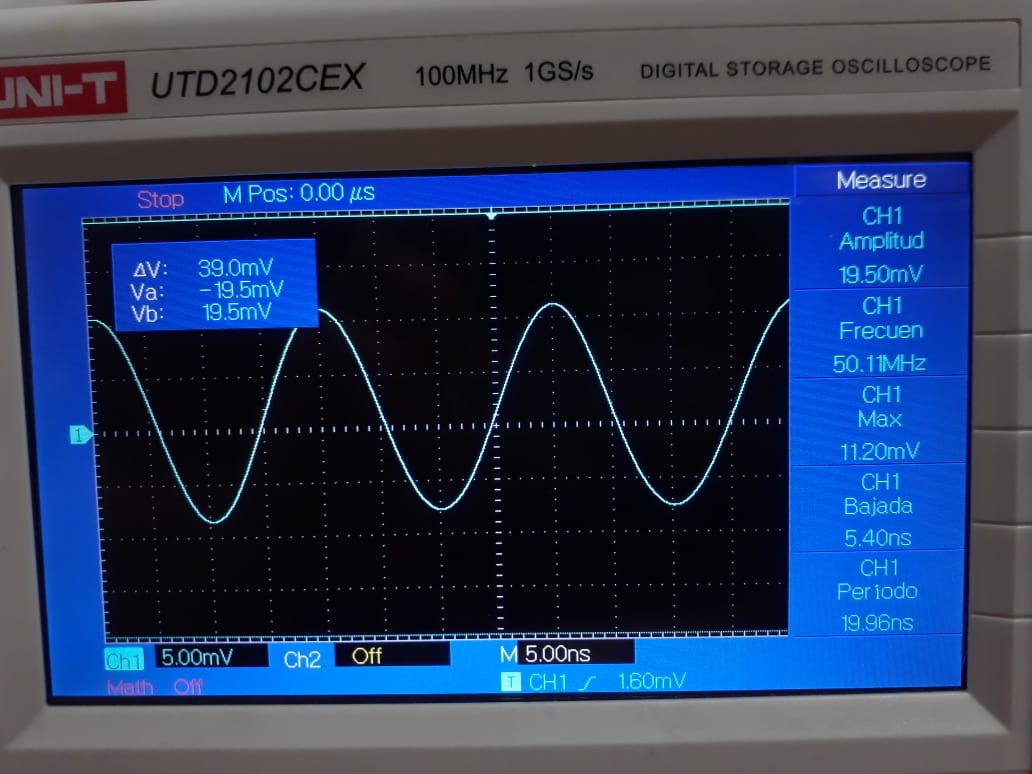 UNI-T UTD2102CEX 100MHz 1GS/s DIGITAL STORAGE OSCILLOSCOPE
Stop M Pos: 0.00 μs
ΔV: 39.0mV
Va: -19.5mV
Vb: 19.5mV
1
Measure
CH1
Amplitud
19.50mV
CH1
Frecuen
50.11MHz
CH1
Max
11.20mV
CH1
Bajada
5.40ns
CH1
Periodo
19.96ns
Ch1 5.00mV Ch2 Off M 5.00ns
Math Off T CH1 1.60mV